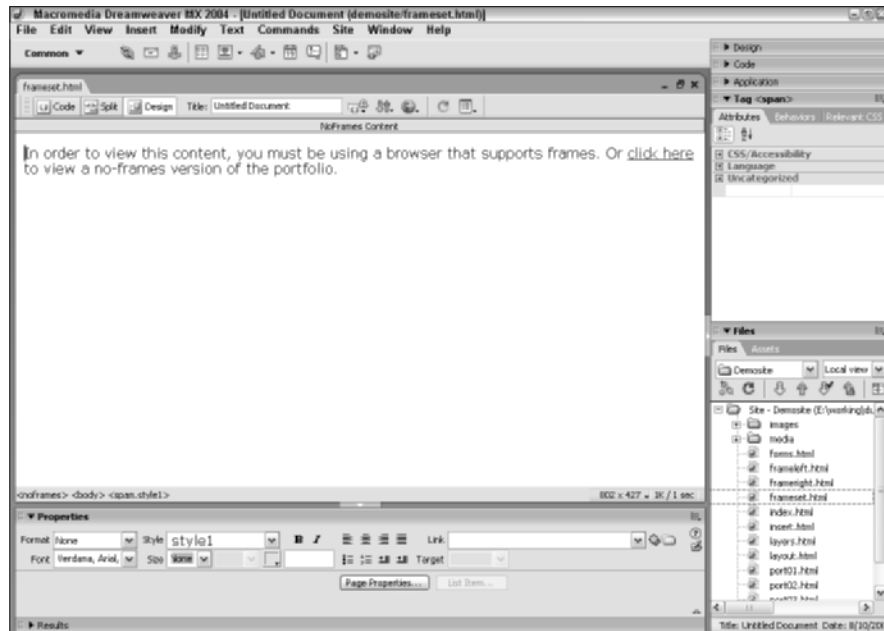 Macromedia Dreamweaver MX 2004 - [Untitled Document (demosite/frameset.html)]
File Edit View Insert Modify Text Commands Site Window Help
Common
frameset.html
Code Split Design Title: Untitled Document
NoFrames Content
In order to view this content, you must be using a browser that supports frames. Or click here
to view a no-frames version of the portfolio.
<noframes> <body> <span.style1>
802 x 427 1K / 1 sec
Properties
Format None Style style1 B I Link
Font Verdana, Arial, Size None Target
Page Properties... List Item...
Results
Design
Code
Application
Tag <span>
Attributes Behaviors Relevant CSS
CSS/Accessibility
Language
Uncategorized
Files
Files Assets
Demosite Local view
Site - Demosite (E:\working\du
images
media
forms.html
frameleft.html
frameright.html
frameset.html
index.html
insert.html
layers.html
layout.html
port01.html
port02.html
port03.html
Title: Untitled Document Date: 8/10/200